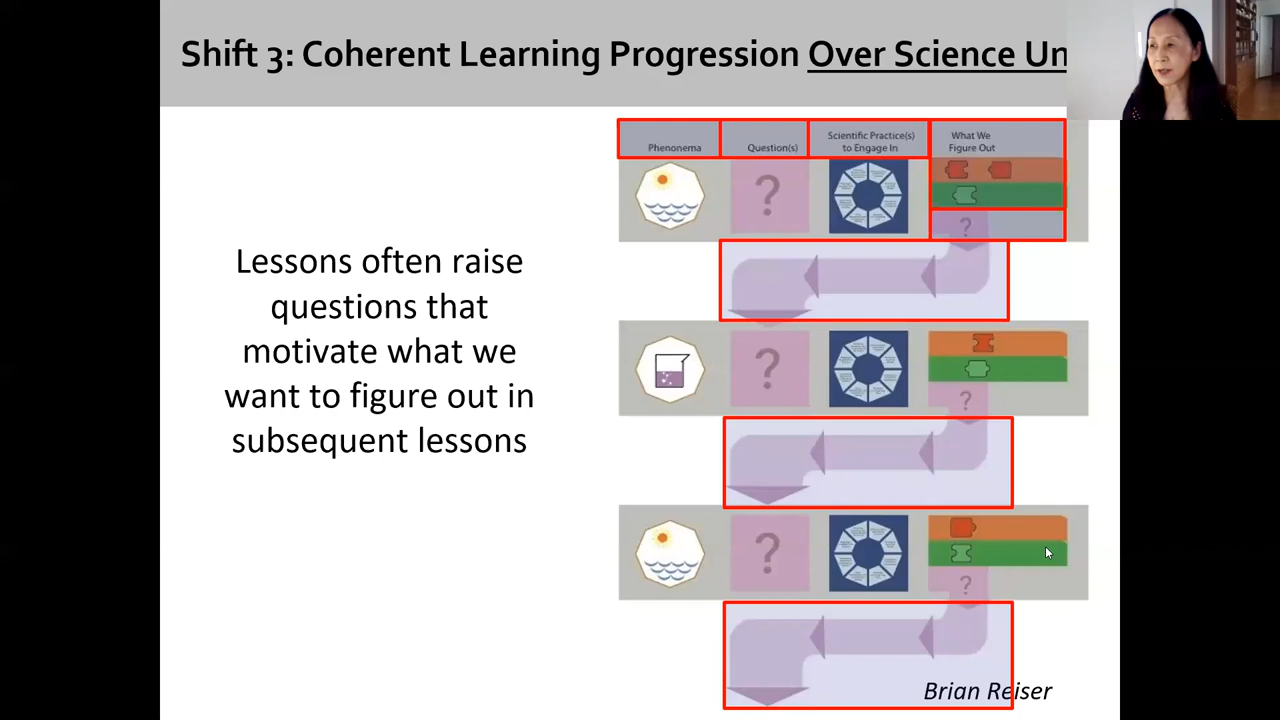 Shift 3: Coherent Learning Progression Over Science Un
Phenonema
Question(s)
Scientific Practice(s)
to Engage In
What We
Figure Out
?
?
Lessons often raise
questions that
motivate what we
want to figure out in
subsequent lessons
?
?
?
?
Brian Reiser